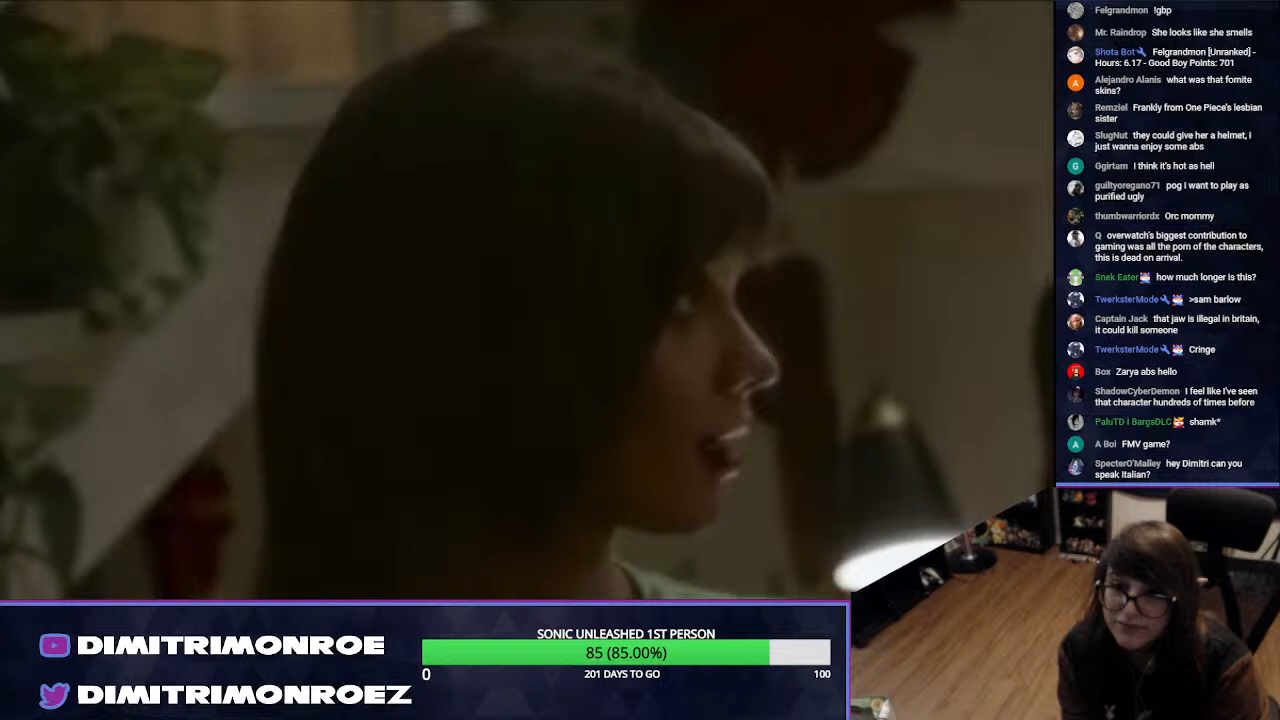 Felgrandmon !gbp
Mr. Raindrop She looks like she smells
Shota Bot Felgrandmon [Unranked] -
Hours: 6.17 - Good Boy Points: 701
A Alejandro Alanis what was that fornite
skins?
Remziel Frankly from One Piece's lesbian
sister
SlugNut they could give her a helmet, i
just wanna enjoy some abs
G Ggirtam I think it's hot as hell
guiltyoregano71 pog I want to play as
purified ugly
thumbwarriordx Orc mommy
Q overwatch's biggest contribution to
gaming was all the porn of the characters,
this is dead on arrival.
Snek Eater how much longer is this?
TwerksterMode >sam barlow
Captain Jack that jaw is illegal in britain,
it could kill someone
TwerksterMode Cringe
Box Zarya abs hello
ShadowCyberDemon I feel like I've seen
that character hundreds of times before
PaluTD I BargsDLC shamk*
A A Boi FMV game?
SpecterO'Malley hey Dimitri can you
speak Italian?
DIMITRIMONROE
DIMITRIMONROEZ
SONIC UNLEASHED 1ST PERSON
85 (85.00%)
0 201 DAYS TO GO 100